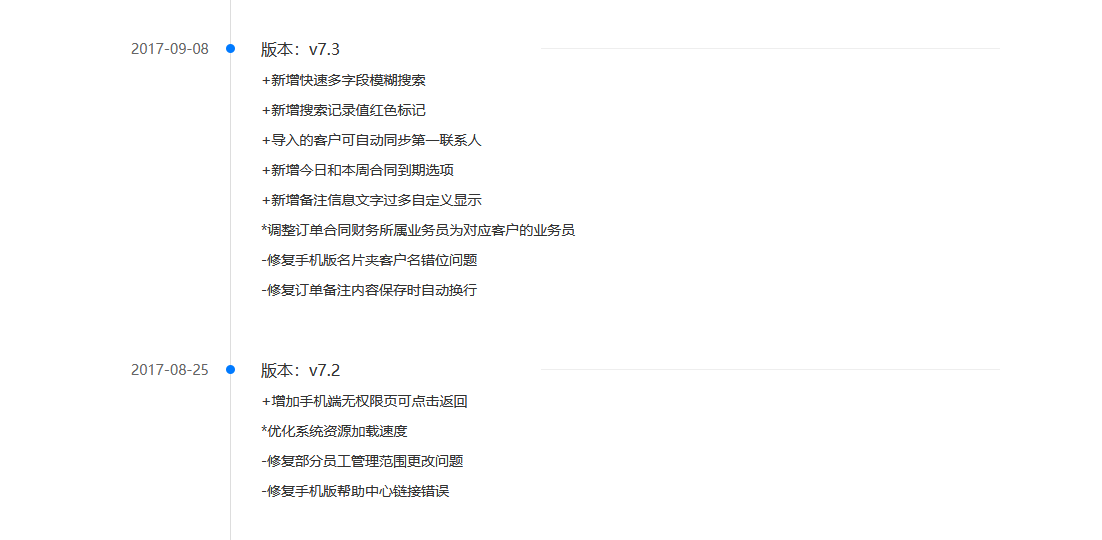 2017-09-08
版本：v7.3
+新增快速多字段模糊搜索
+新增搜索记录值红色标记
+导入的客户可自动同步第一联系人
+新增今日和本周合同到期选项
+新增备注信息文字过多自定义显示
*调整订单合同财务所属业务员为对应客户的业务员
-修复手机版名片夹客户名错位问题
-修复订单备注内容保存时自动换行
2017-08-25
版本：v7.2
+增加手机端无权限页可点击返回
*优化系统资源加载速度
-修复部分员工管理范围更改问题
-修复手机版帮助中心链接错误